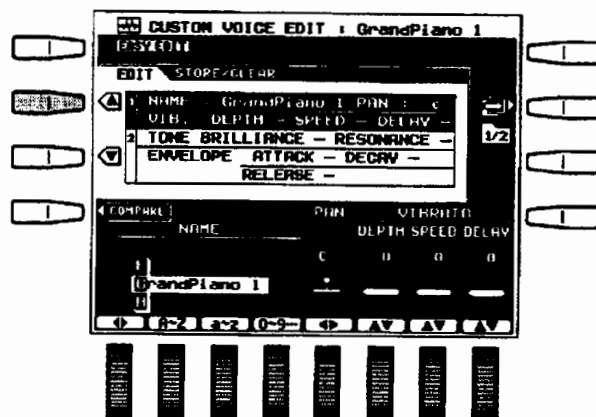 CUSTOM VOICE EDIT : GrandPiano 1
EASY EDIT
EDIT STORE/CLEAR
1 NAME : GrandPiano 1 PAN : c
VIB. DEPTH - SPEED - DELAY -
2 TONE BRILLIANCE - RESONANCE -
ENVELOPE ATTACK - DECAY -
RELEASE -
1/2
COMPARE
PAN VIBRATO
NAME DEPTH SPEED DELAY
C 0 0 0
GrandPiano 1
A~Z a~z 0~9